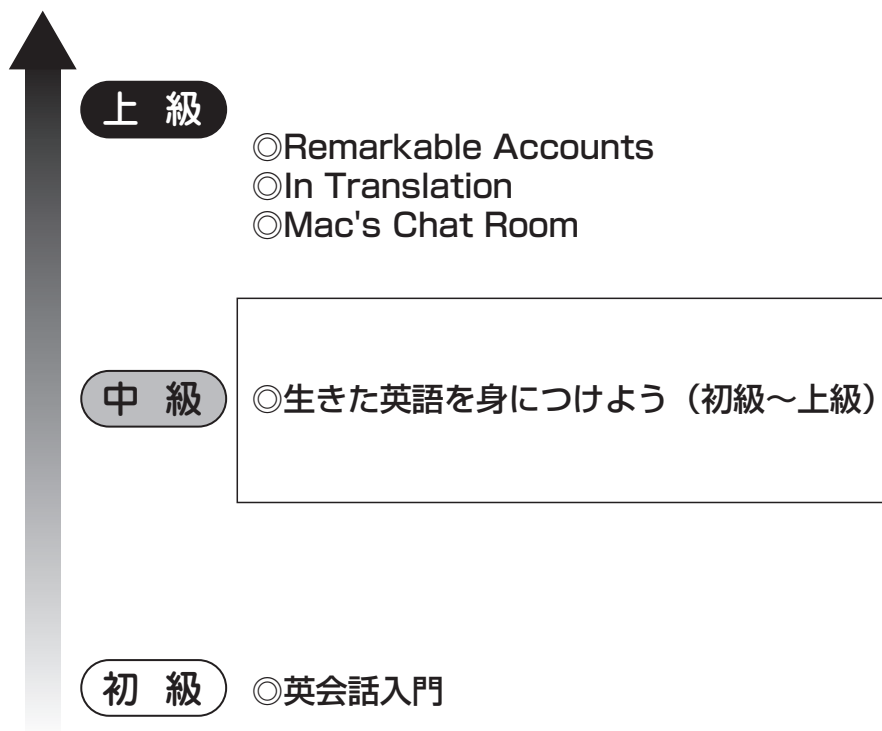 上 級
◎Remarkable Accounts
◎In Translation
◎Mac's Chat Room
中 級
◎生きた英語を身につけよう（初級～上級）
初 級
◎英会話入門